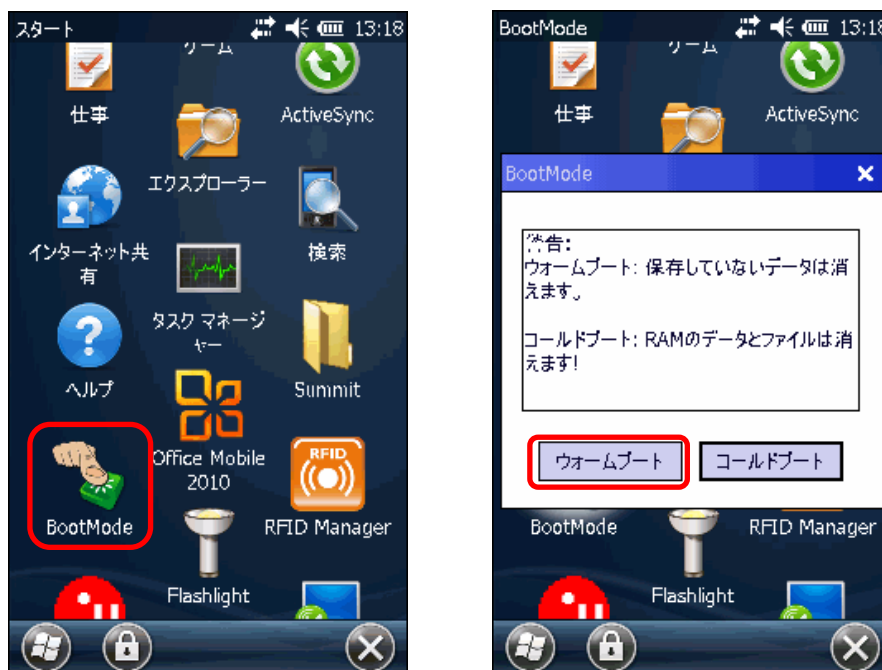 スタート
13:18
ゲーム
仕事
ActiveSync
エクスプローラー
インターネット共
有
検索
タスク マネージ
ャー
ヘルプ
Summit
Office Mobile
2010
RFID
BootMode
RFID Manager
Flashlight
BootMode
13:18
ゲーム
仕事
ActiveSync
BootMode
警告:
ウォームブート: 保存していないデータは消
えます。
コールドブート: RAMのデータとファイルは消
えます!
ウォームブート
コールドブート
BootMode
RFID Manager
Flashlight